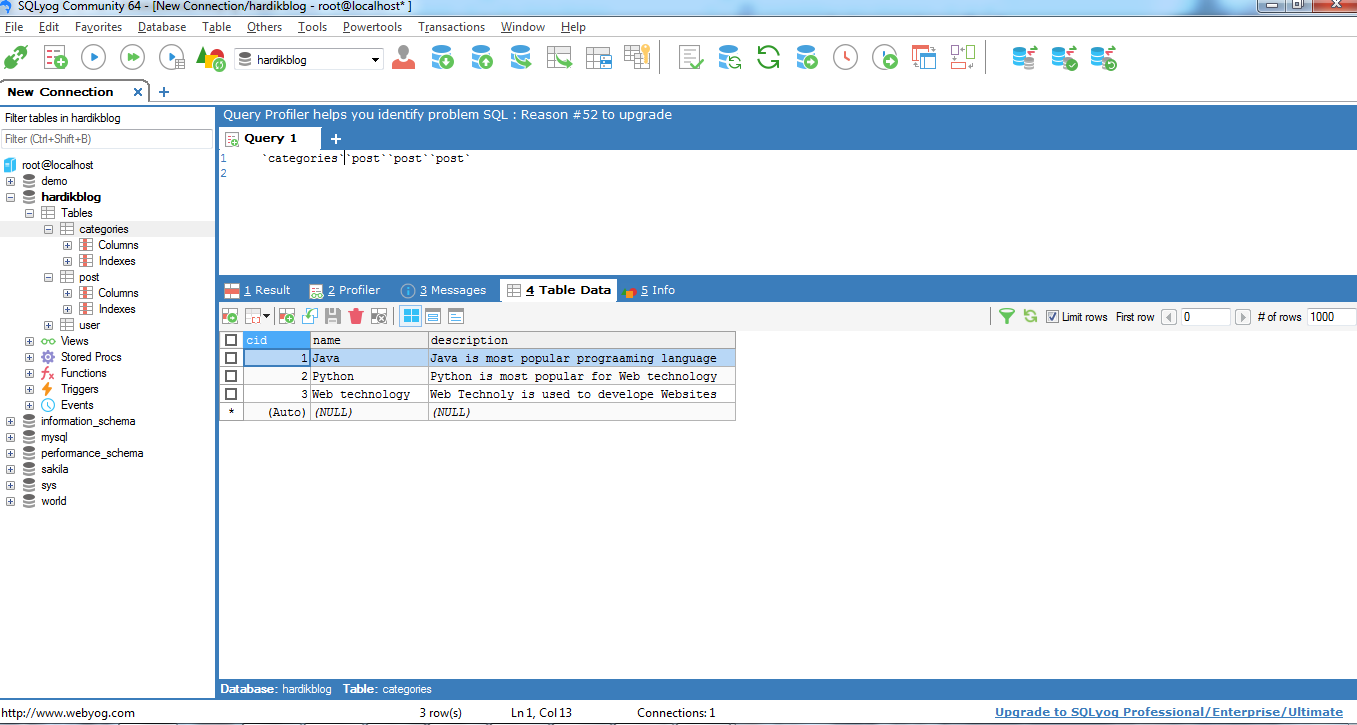 SQLyog Community 64 - [New Connection/hardikblog - root@localhost* ]
File Edit Favorites Database Table Others Tools Powertools Transactions Window Help
hardikblog
New Connection
Filter tables in hardikblog
Filter (Ctrl+Shift+B)
root@localhost
demo
hardikblog
Tables
categories
Columns
Indexes
post
Columns
Indexes
user
Views
Stored Procs
Functions
Triggers
Events
information_schema
mysql
performance_schema
sakila
sys
world
Query Profiler helps you identify problem SQL : Reason #52 to upgrade
Query 1
1 `categories``post``post``post`
2
1 Result 2 Profiler 3 Messages 4 Table Data 5 Info
Limit rows First row 0 # of rows 1000
cid name description
1 Java Java is most popular prograaming language
2 Python Python is most popular for Web technology
3 Web technology Web Technoly is used to develope Websites
* (Auto) (NULL) (NULL)
Database: hardikblog Table: categories
http://www.webyog.com 3 row(s) Ln 1, Col 13 Connections: 1 Upgrade to SQLyog Professional/Enterprise/Ultimate